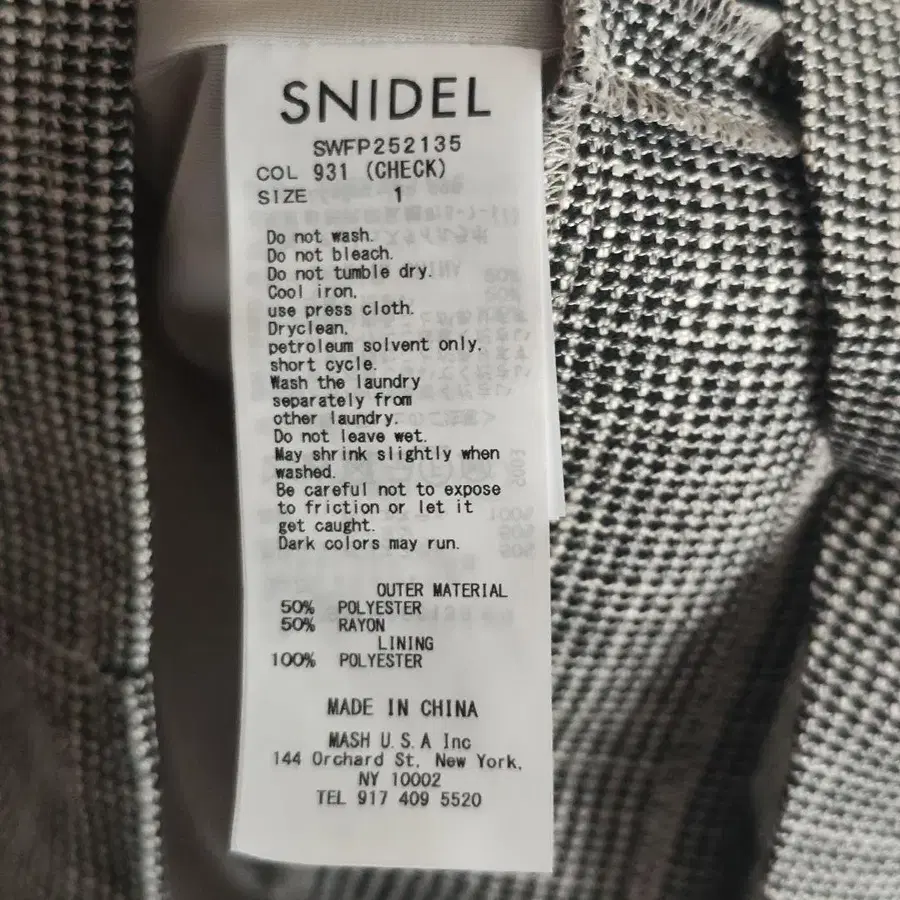 SNIDEL
SWFP252135
COL 931 (CHECK)
SIZE 1
Do not wash.
Do not bleach.
Do not tumble dry.
Cool iron.
use press cloth.
Dryclean.
petroleum solvent only.
short cycle.
Wash the laundry
separately from
other laundry.
Do not leave wet.
May shrink slightly when
washed.
Be careful not to expose
to friction or let it
get caught.
Dark colors may run.
OUTER MATERIAL
50% POLYESTER
50% RAYON
LINING
100% POLYESTER
MADE IN CHINA
MASH U.S.A Inc
144 Orchard St, New York,
NY 10002
TEL 917 409 5520